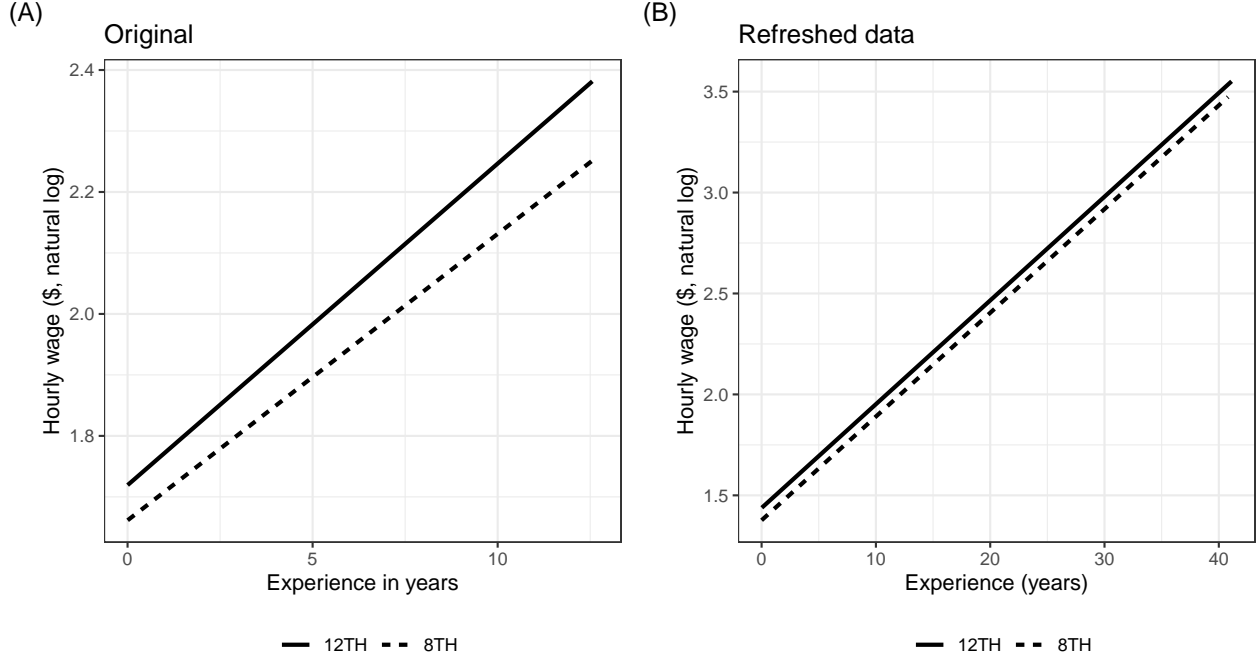 (A)
Original
2.4
2.2
2.0
1.8
Hourly wage ($, natural log)
0 5 10
Experience in years
12TH 8TH
(B)
Refreshed data
3.5
3.0
2.5
2.0
1.5
Hourly wage ($, natural log)
0 10 20 30 40
Experience (years)
12TH 8TH